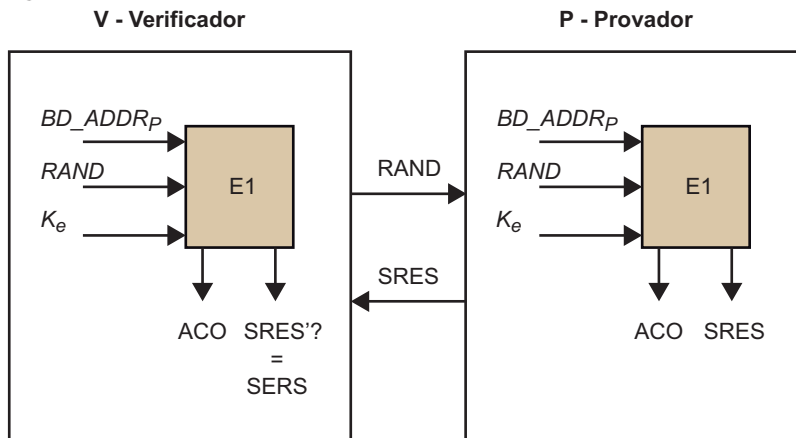 V - Verificador
P - Provador
BD_ADDRP
RAND
Ke
E1
ACO
SRES'?
=
SERS
RAND
SRES
BD_ADDRP
RAND
Ke
E1
ACO
SRES